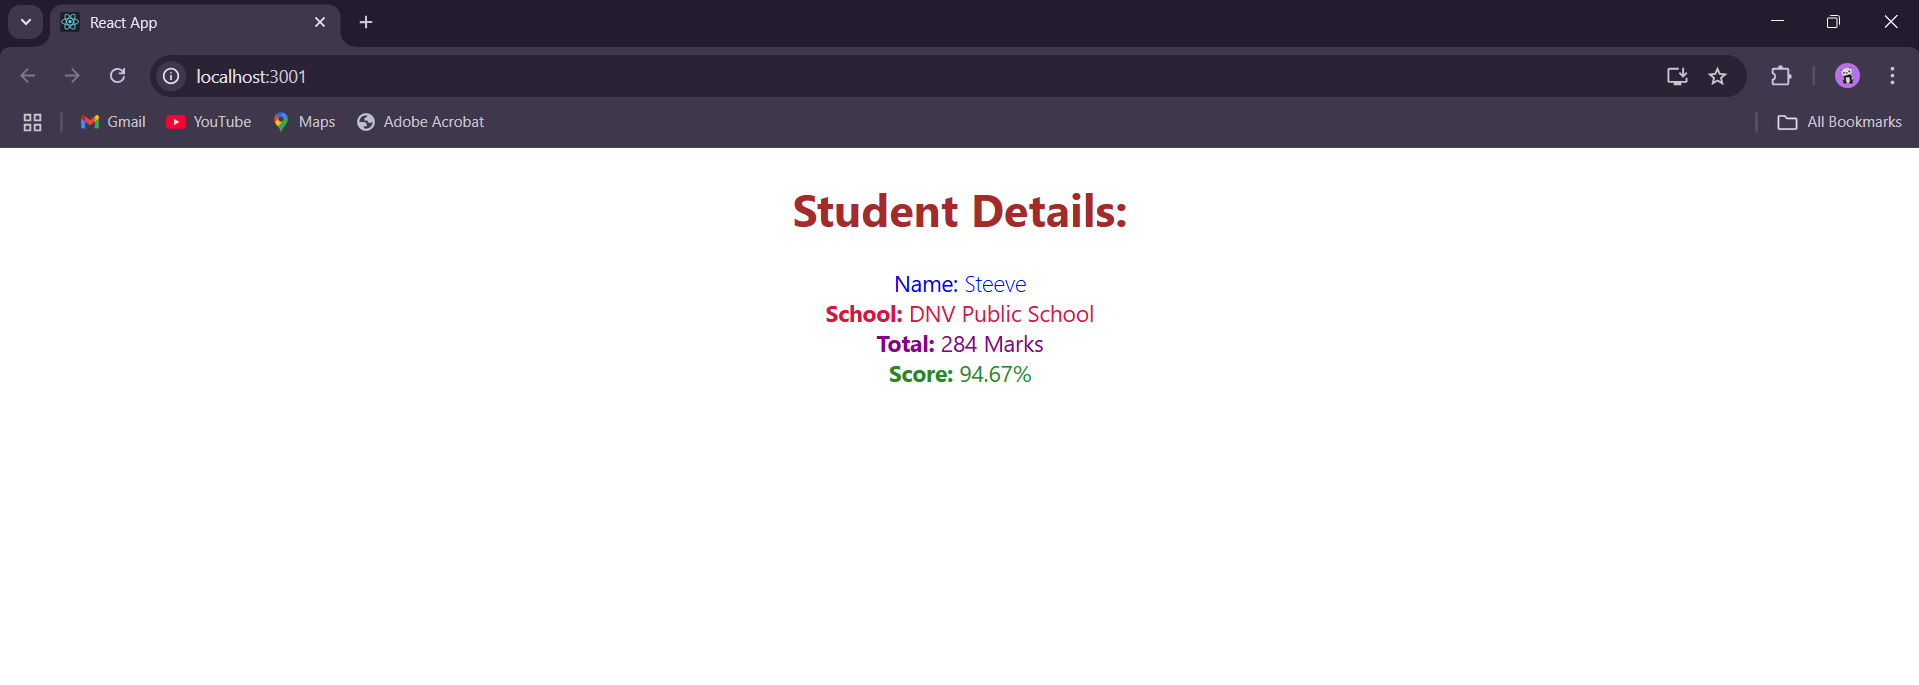 React App
localhost:3001
Gmail YouTube Maps Adobe Acrobat All Bookmarks
Student Details:
Name: Steeve
School: DNV Public School
Total: 284 Marks
Score: 94.67%